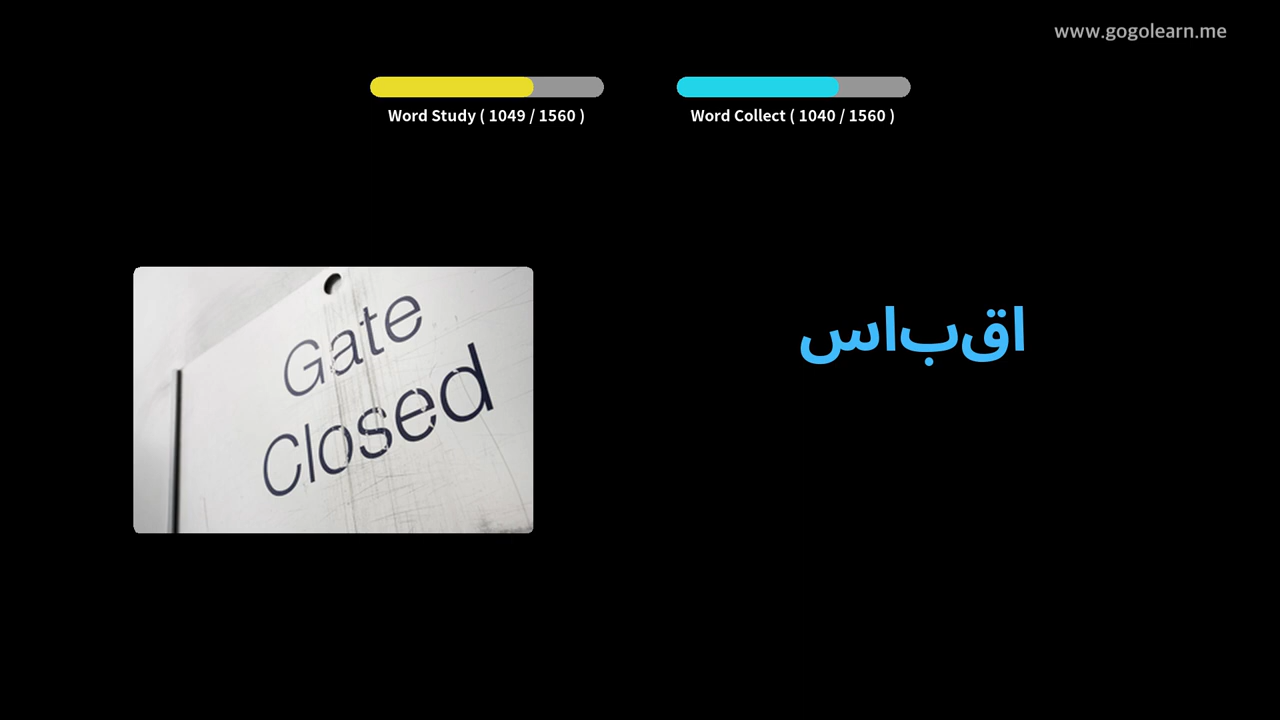 www.gogolearn.me
Word Study ( 1049 / 1560 )
Word Collect ( 1040 / 1560 )
Gate
Closed
اقباس